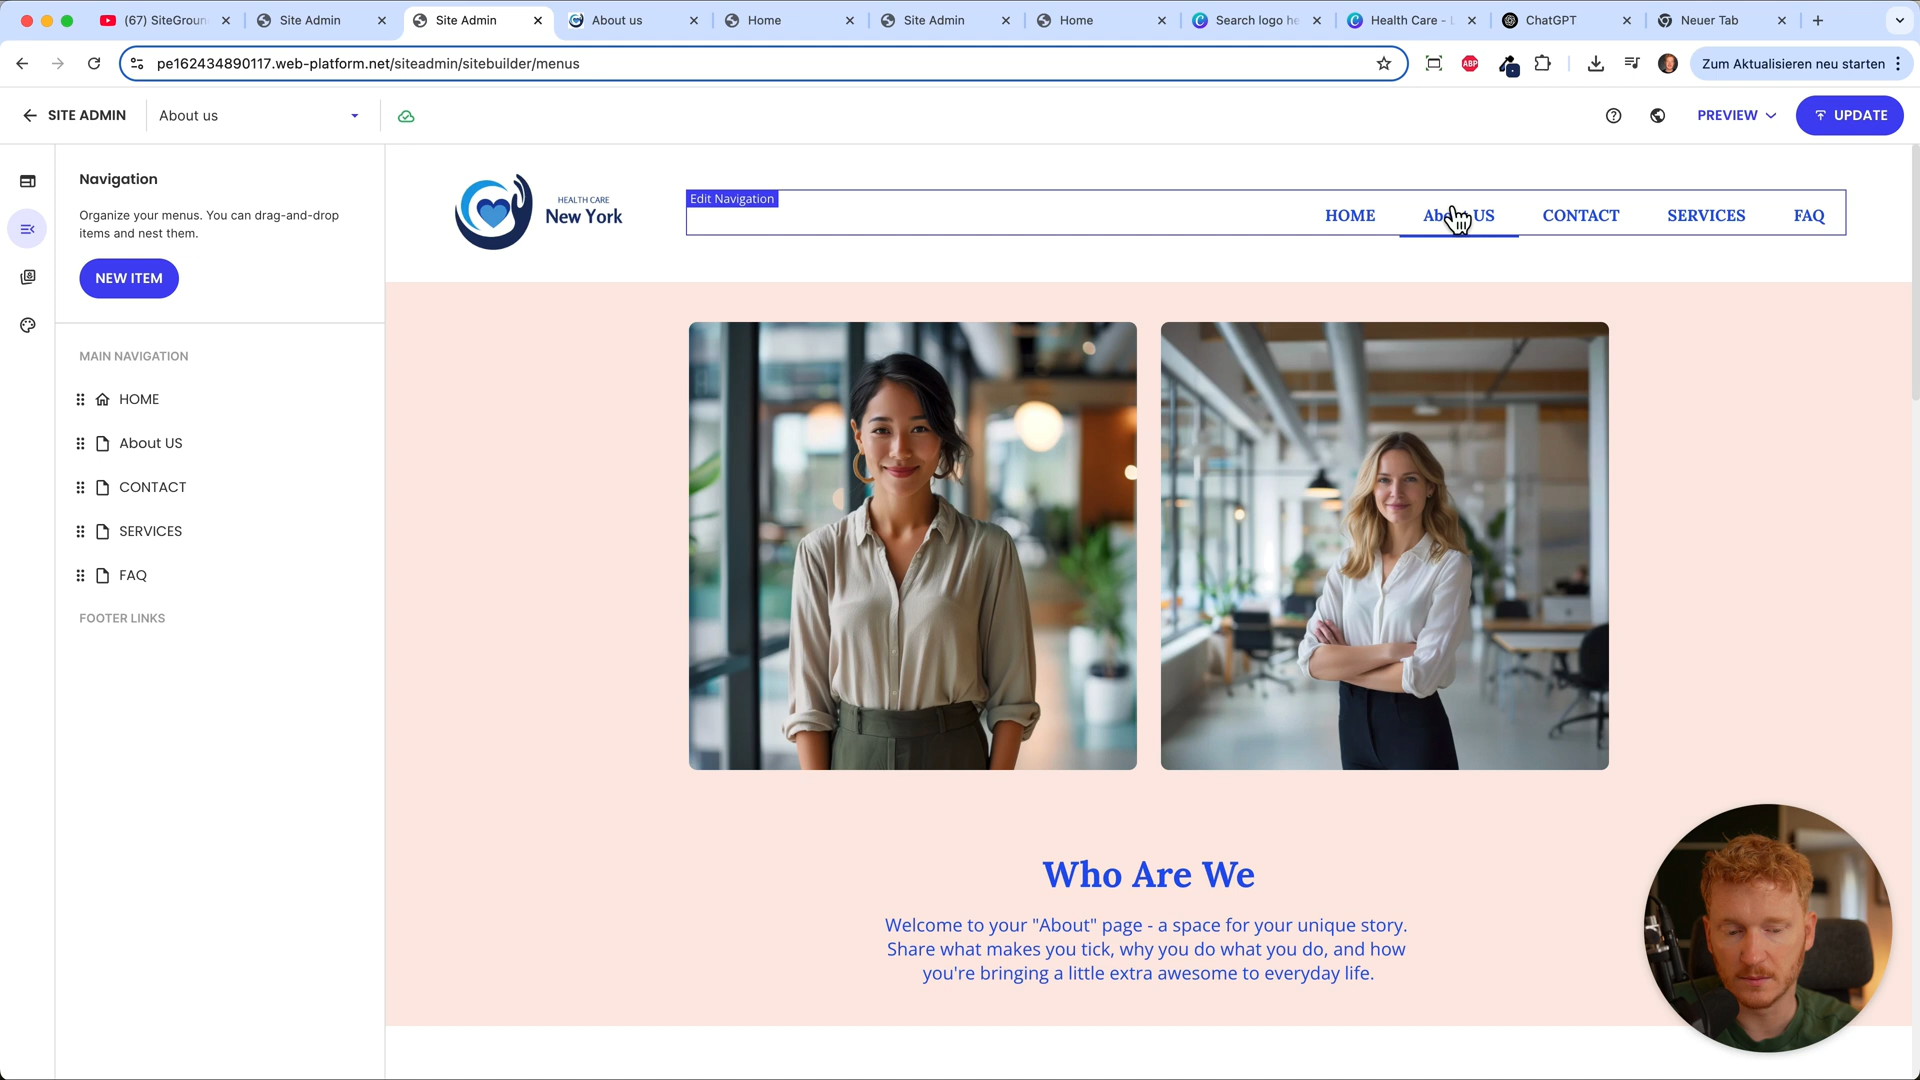 (67) SiteGroun
Site Admin
Site Admin
About us
Home
Site Admin
Home
Search logo he
Health Care - L
ChatGPT
Neuer Tab
pe162434890117.web-platform.net/siteadmin/sitebuilder/menus
ABP
Zum Aktualisieren neu starten
SITE ADMIN
About us
PREVIEW
UPDATE
Navigation
Organize your menus. You can drag-and-drop
items and nest them.
NEW ITEM
MAIN NAVIGATION
HOME
About US
CONTACT
SERVICES
FAQ
FOOTER LINKS
HEALTH CARE
New York
Edit Navigation
HOME
About US
CONTACT
SERVICES
FAQ
Who Are We
Welcome to your "About" page - a space for your unique story.
Share what makes you tick, why you do what you do, and how
you're bringing a little extra awesome to everyday life.